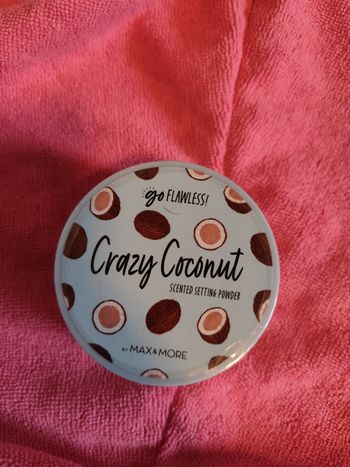 go FLAWLESS!
Crazy Coconut
SCENTED SETTING POWDER
BY MAX & MORE